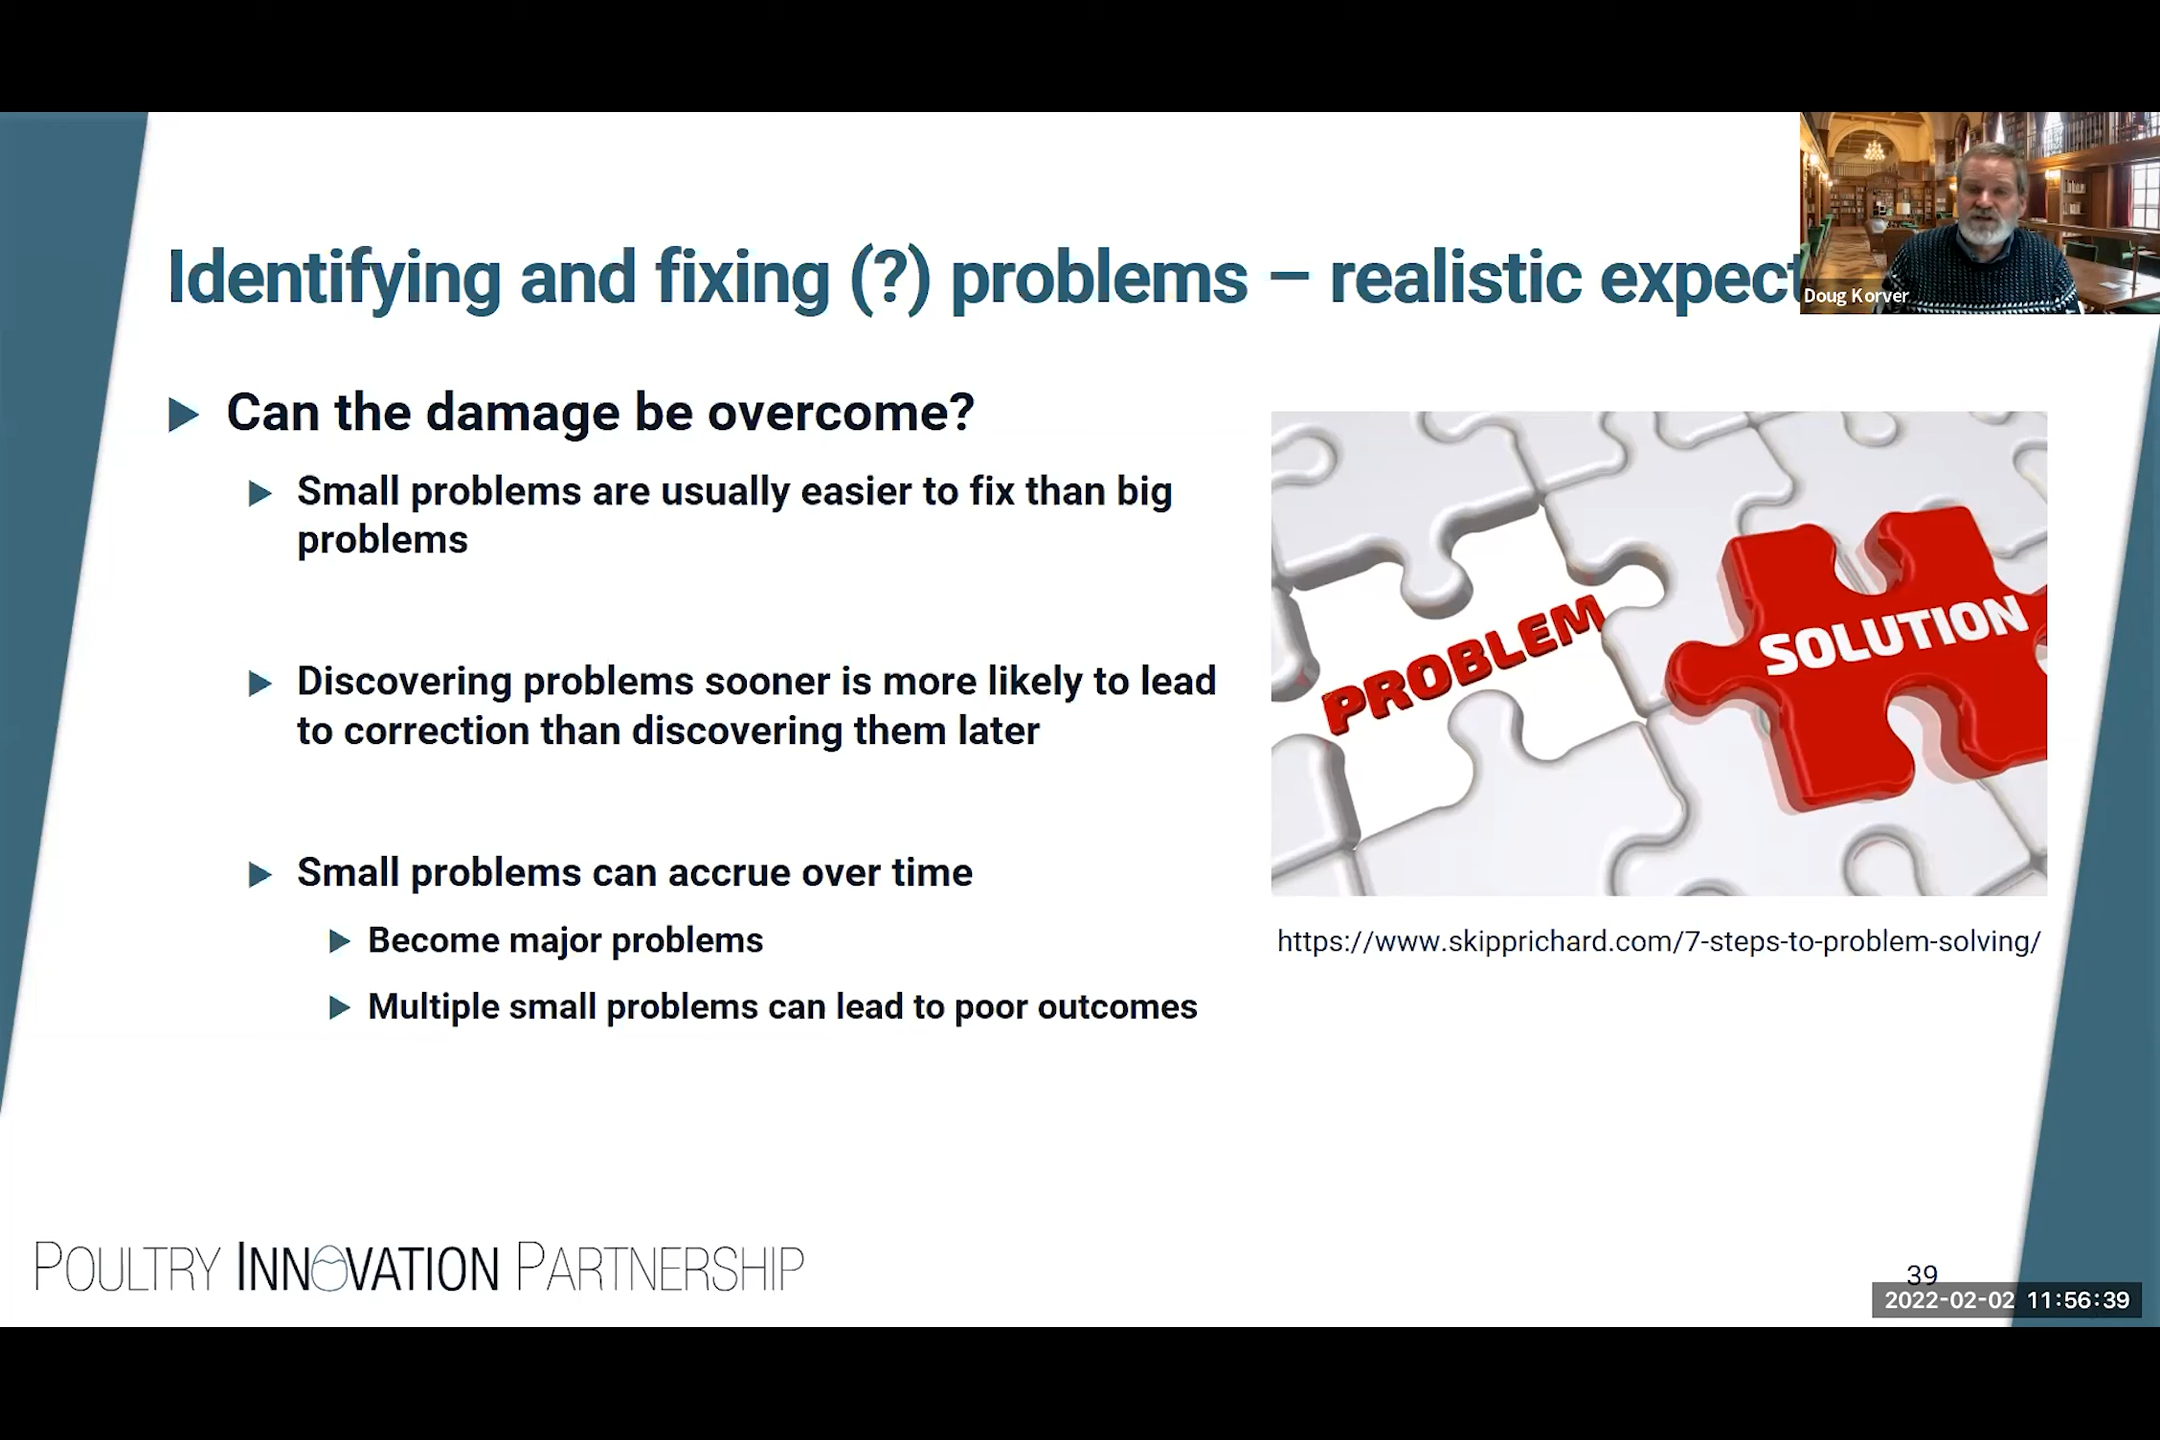 Identifying and fixing (?) problems – realistic expect
Doug Korver
Can the damage be overcome?
Small problems are usually easier to fix than big
problems
Discovering problems sooner is more likely to lead
to correction than discovering them later
Small problems can accrue over time
Become major problems
Multiple small problems can lead to poor outcomes
PROBLEM
SOLUTION
https://www.skipprichard.com/7-steps-to-problem-solving/
POULTRY INNOVATION PARTNERSHIP
39
2022-02-02 11:56:39